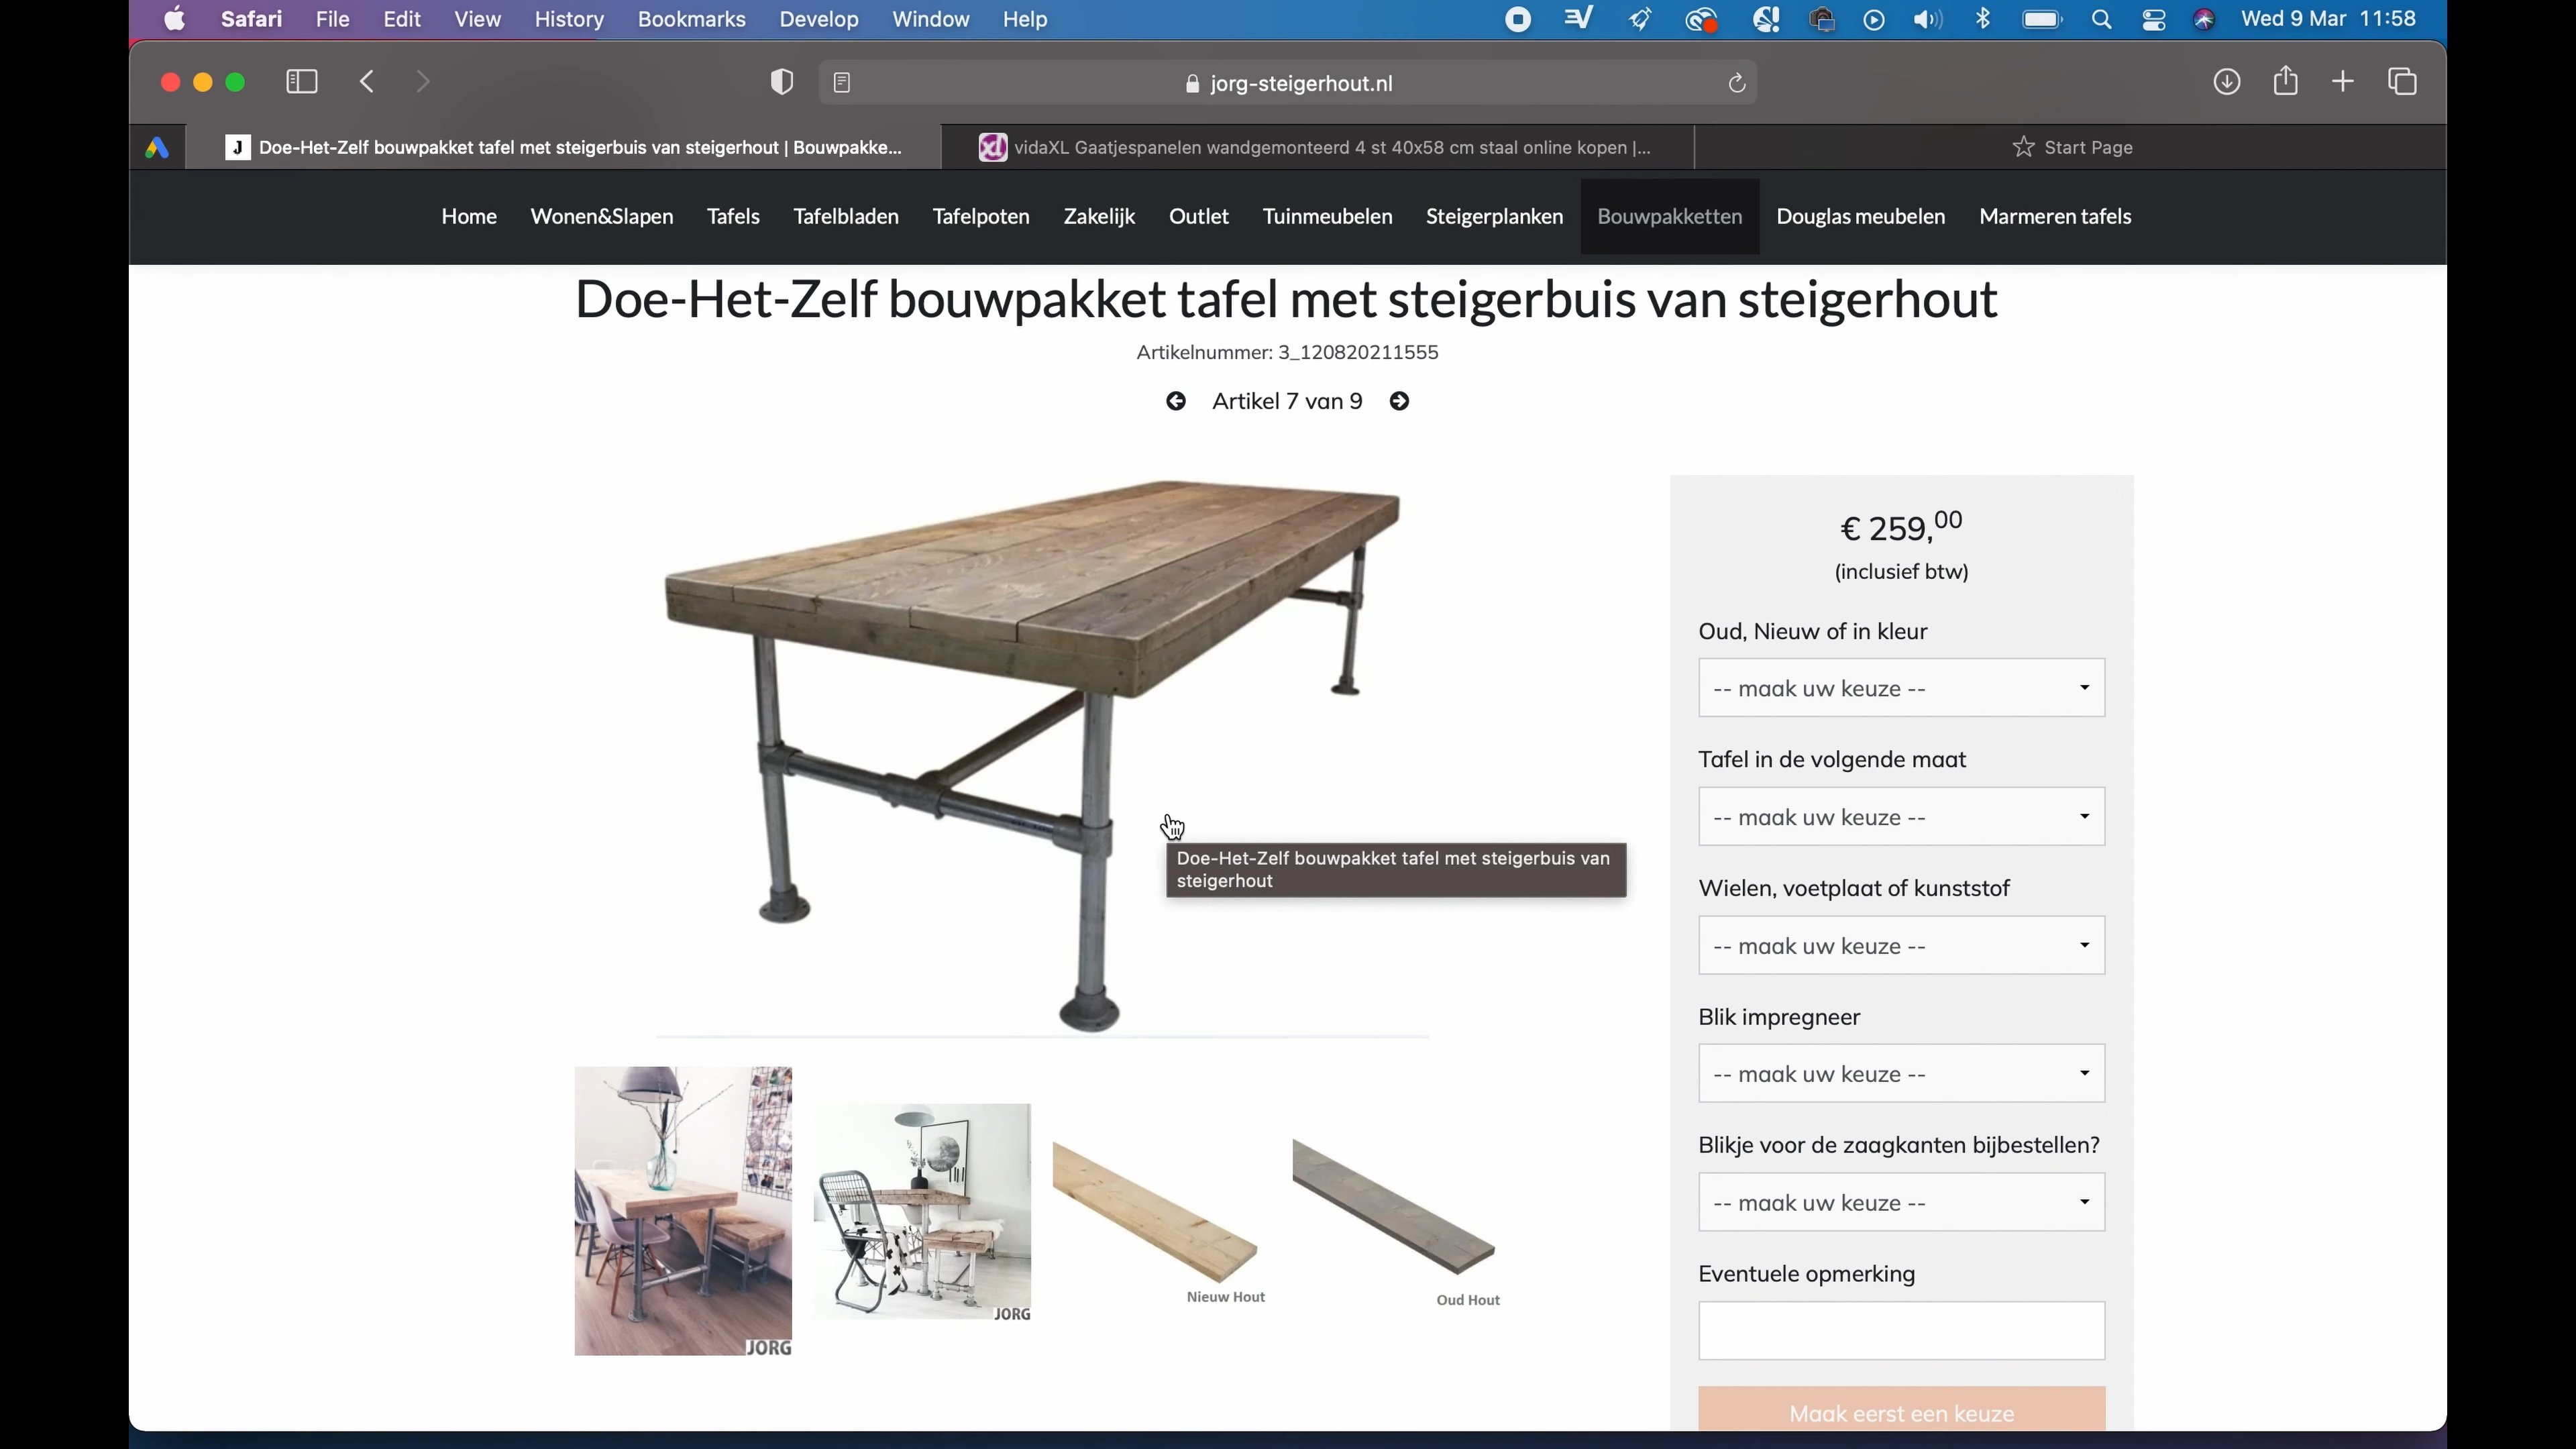 Safari File Edit View History Bookmarks Develop Window Help Wed 9 Mar 11:58
jorg-steigerhout.nl
Doe-Het-Zelf bouwpakket tafel met steigerbuis van steigerhout | Bouwpakke... vidaXL Gaatjespanelen wandgemonteerd 4 st 40x58 cm staal online kopen |... Start Page
Home Wonen&Slapen Tafels Tafelbladen Tafelpoten Zakelijk Outlet Tuinmeubelen Steigerplanken Bouwpakketten Douglas meubelen Marmeren tafels
Doe-Het-Zelf bouwpakket tafel met steigerbuis van steigerhout
Artikelnummer: 3_120820211555
Artikel 7 van 9
€ 259,00
(inclusief btw)
Oud, Nieuw of in kleur
-- maak uw keuze --
Tafel in de volgende maat
-- maak uw keuze --
Doe-Het-Zelf bouwpakket tafel met steigerbuis van
steigerhout
Wielen, voetplaat of kunststof
-- maak uw keuze --
Blik impregneer
-- maak uw keuze --
Blikje voor de zaagkanten bijbestellen?
-- maak uw keuze --
Eventuele opmerking
Maak eerst een keuze
JORG
JORG
Nieuw Hout
Oud Hout